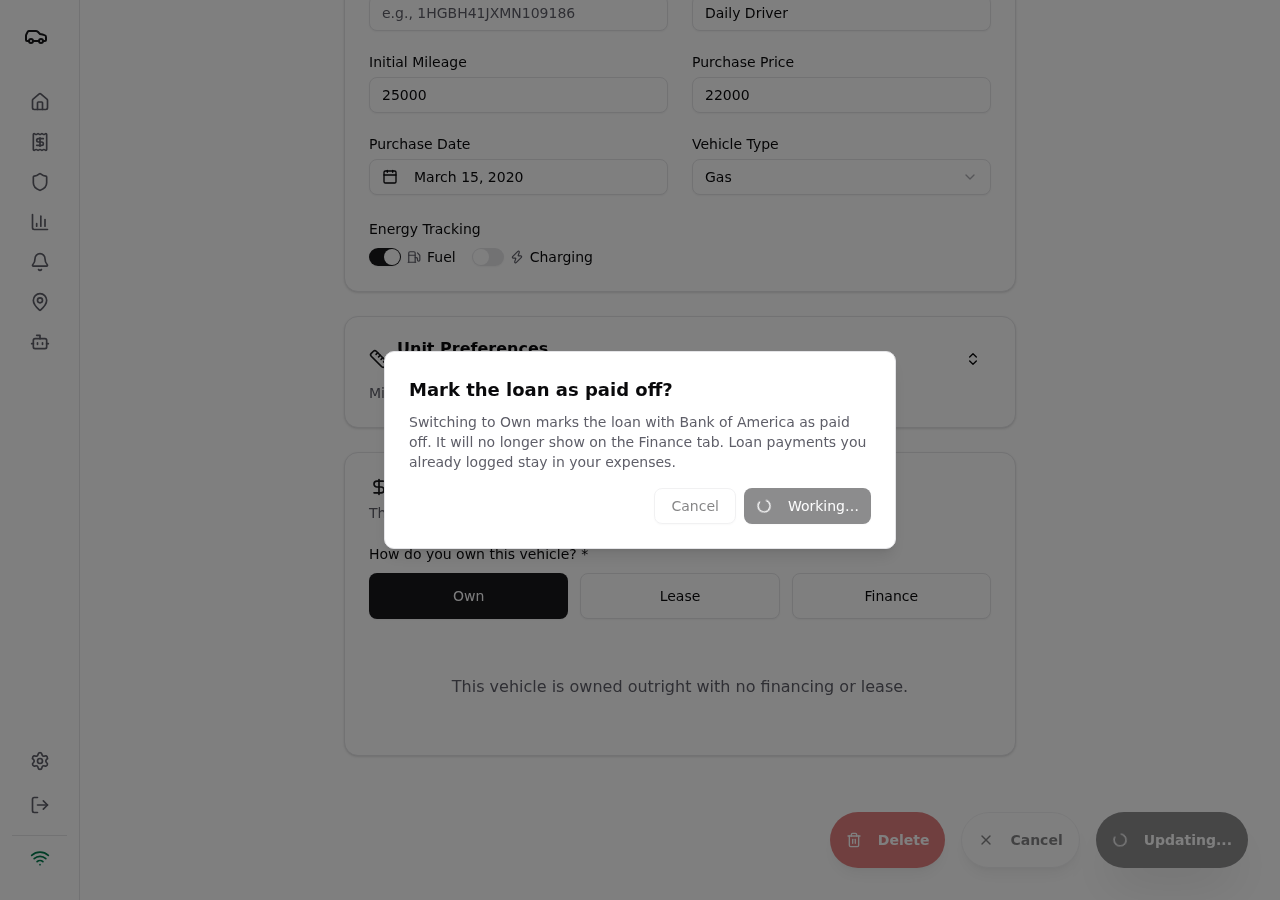 e.g., 1HGBH41JXMN109186
Daily Driver
Initial Mileage
Purchase Price
25000
22000
Purchase Date
Vehicle Type
March 15, 2020
Gas
Energy Tracking
Fuel
Charging
Unit Preferences
Mi
Mark the loan as paid off?
Switching to Own marks the loan with Bank of America as paid
off. It will no longer show on the Finance tab. Loan payments you
already logged stay in your expenses.
Cancel
Working...
Th
How do you own this vehicle? *
Own
Lease
Finance
This vehicle is owned outright with no financing or lease.
Delete
Cancel
Updating...